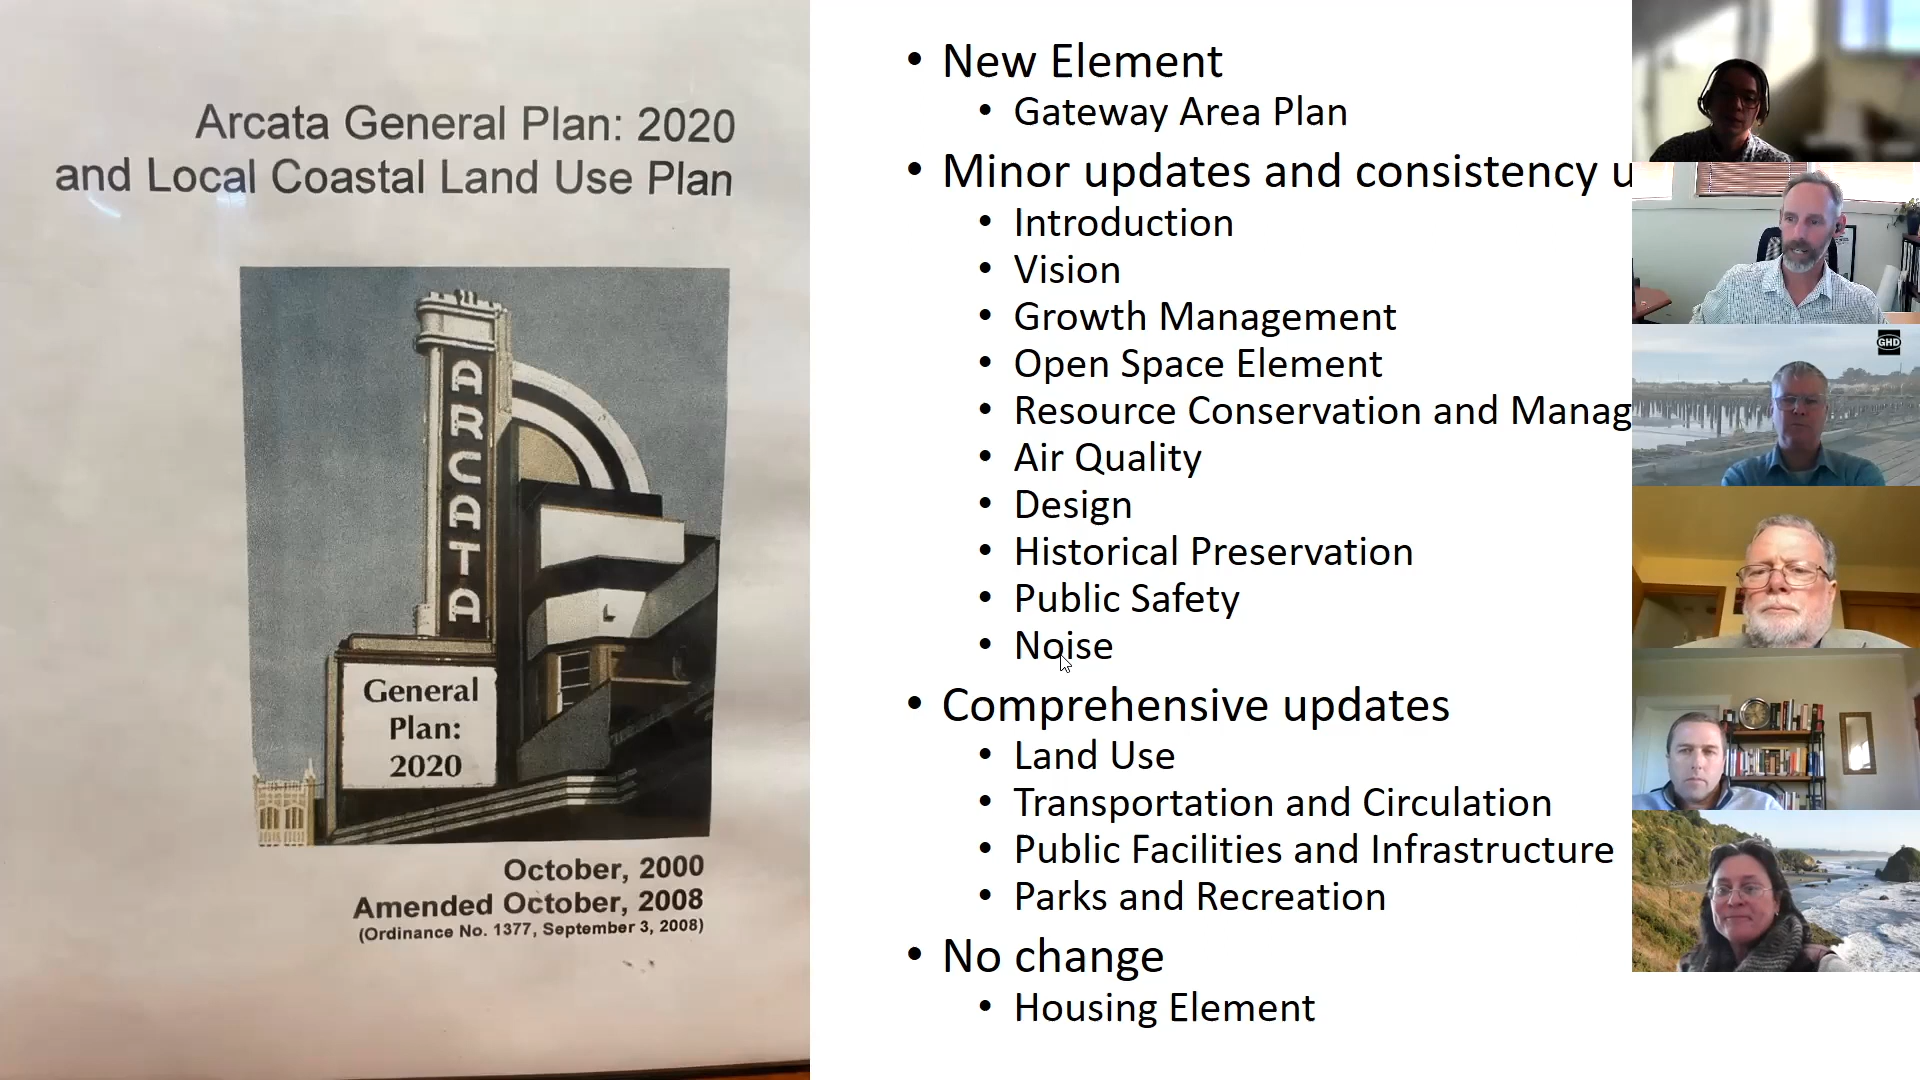 Arcata General Plan: 2020
and Local Coastal Land Use Plan
ARCATA
General
Plan:
2020
October, 2000
Amended October, 2008
(Ordinance No. 1377, September 3, 2008)
• New Element
• Gateway Area Plan
• Minor updates and consistency u
• Introduction
• Vision
• Growth Management
• Open Space Element
• Resource Conservation and Manag
• Air Quality
• Design
• Historical Preservation
• Public Safety
• Noise
• Comprehensive updates
• Land Use
• Transportation and Circulation
• Public Facilities and Infrastructure
• Parks and Recreation
• No change
• Housing Element
GHD